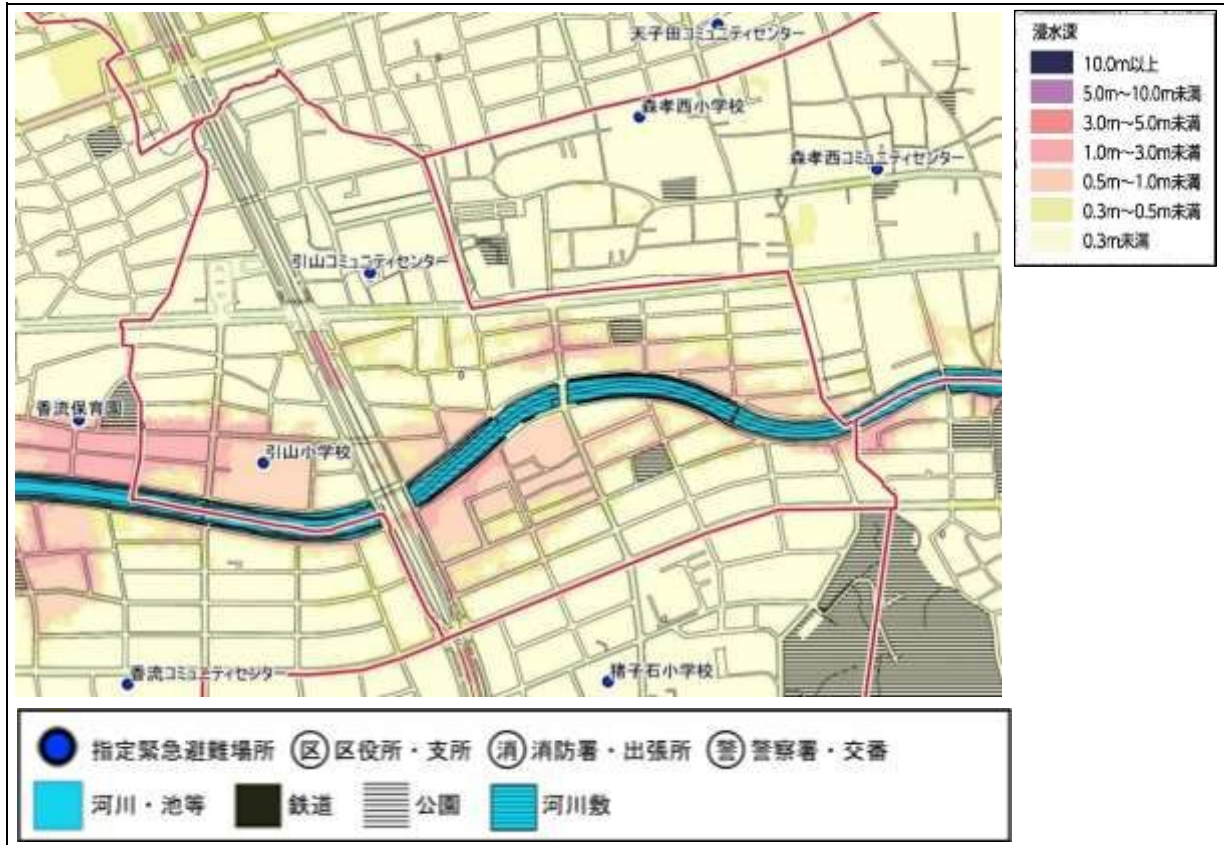 天子田コミュニティセンター
森孝西小学校
森孝西コミュニティセンター
引山コミュニティセンター
香流保育園
引山小学校
香流コミュニティセンター
猪子石小学校
浸水深
10.0m以上
5.0m～10.0m未満
3.0m～5.0m未満
1.0m～3.0m未満
0.5m～1.0m未満
0.3m～0.5m未満
0.3m未満
指定緊急避難場所 区 区役所・支所 消 消防署・出張所 警 警察署・交番
河川・池等 鉄道 公園 河川敷